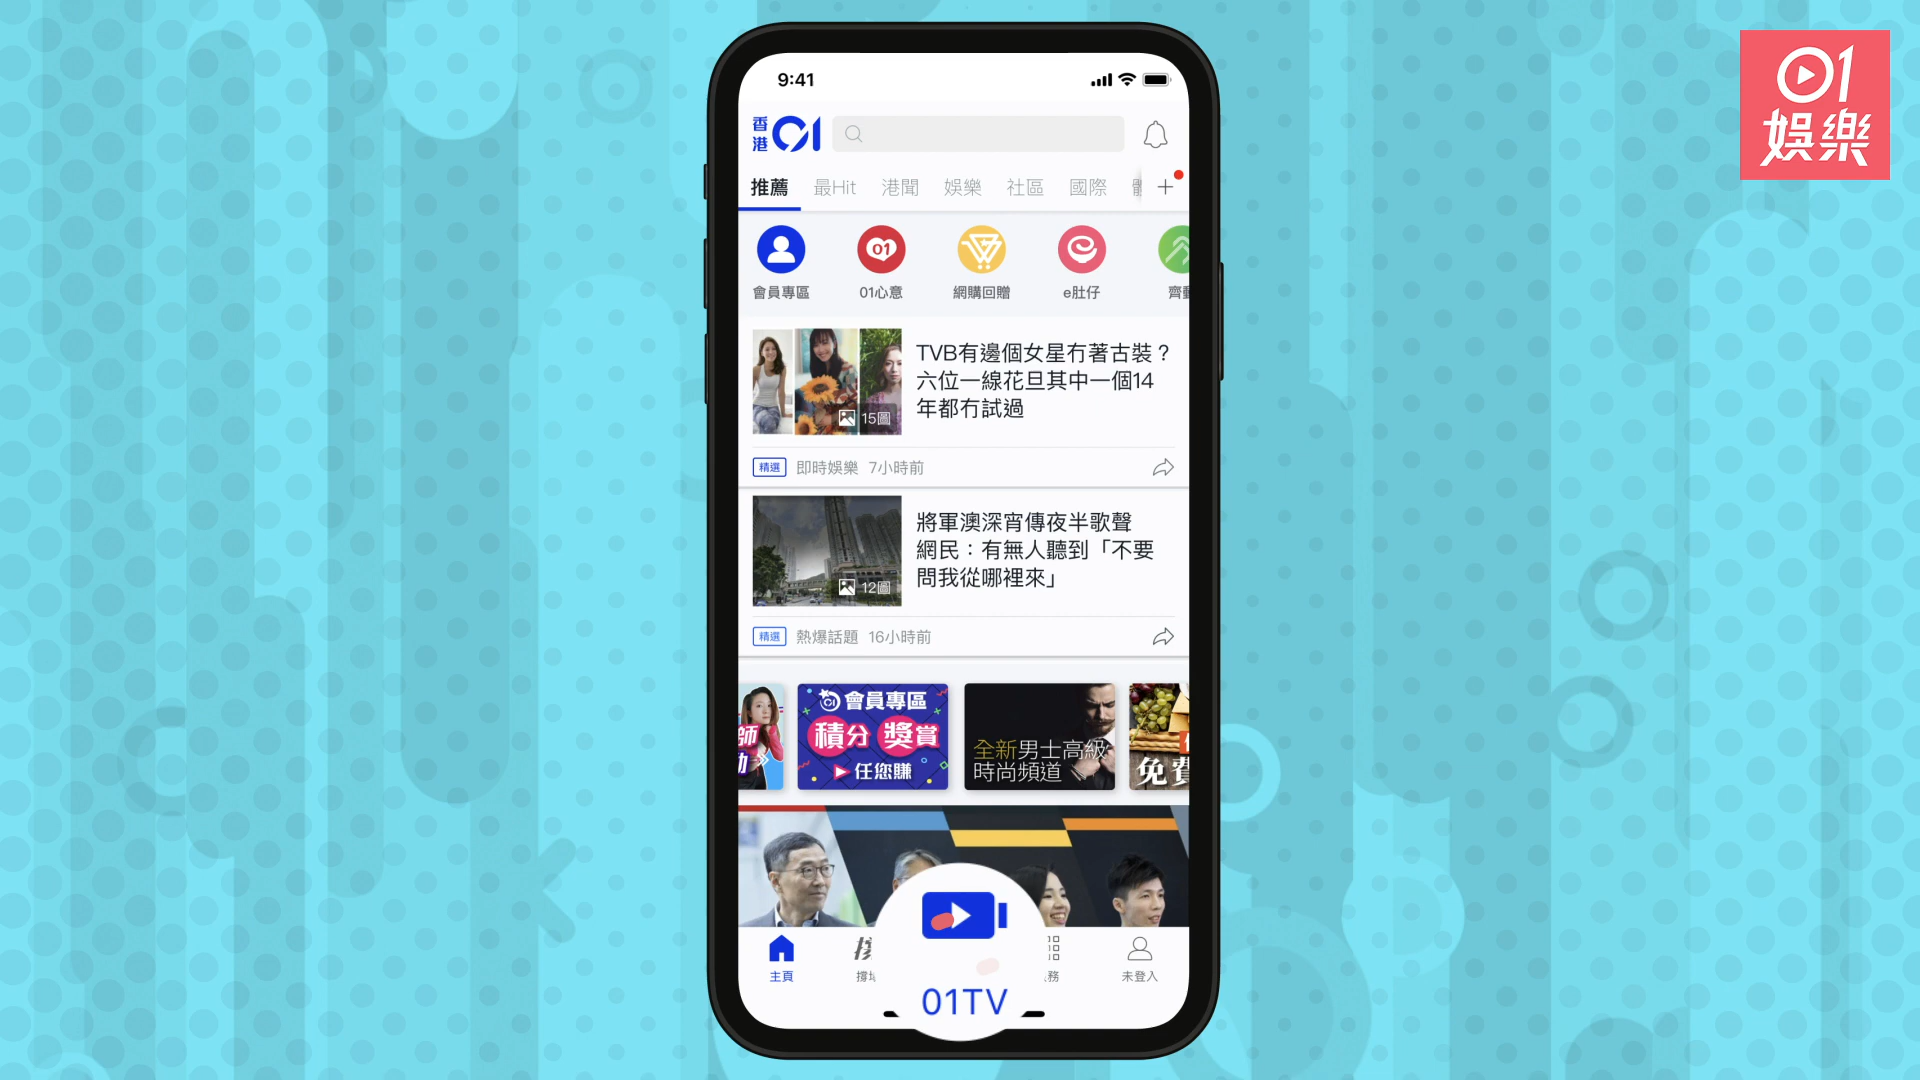 9:41
01
娛樂
香港01
推薦 最Hit 港聞 娛樂 社區 國際
會員專區 01心意 網購回贈 e肚仔
TVB有邊個女星冇著古裝？
六位一線花旦其中一個14
年都冇試過
15圖
精選 即時娛樂 7小時前
將軍澳深宵傳夜半歌聲
網民：有無人聽到「不要
問我從哪裡來」
12圖
精選 熱爆話題 16小時前
師
01會員專區
積分獎賞
任您賺
全新男士高級
時尚頻道
免費
主頁 撐 務 未登入
01TV